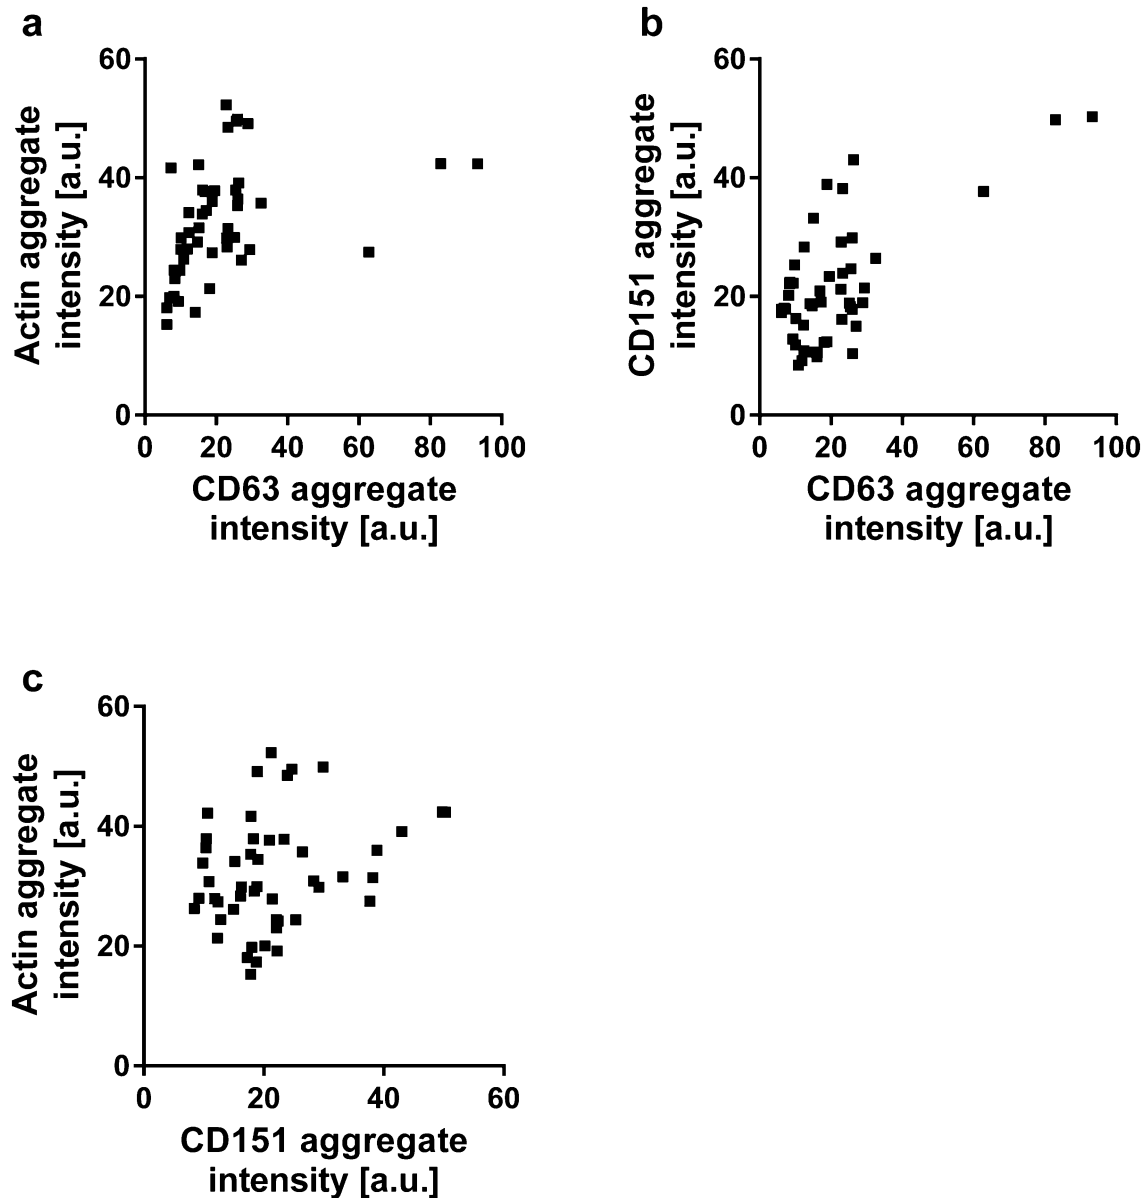 a
60
40
20
0
Actin aggregate
intensity [a.u.]
0 20 40 60 80 100
CD63 aggregate
intensity [a.u.]
b
60
40
20
0
CD151 aggregate
intensity [a.u.]
0 20 40 60 80 100
CD63 aggregate
intensity [a.u.]
c
60
40
20
0
Actin aggregate
intensity [a.u.]
0 20 40 60
CD151 aggregate
intensity [a.u.]